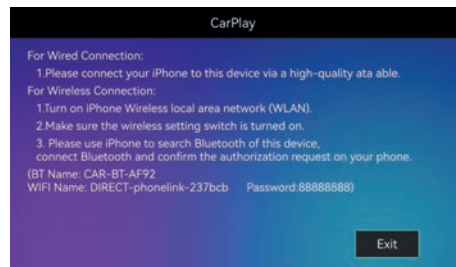 CarPlay
For Wired Connection:
1.Please connect your iPhone to this device via a high-quality ata able.
For Wireless Connection:
1.Turn on iPhone Wireless local area network (WLAN).
2.Make sure the wireless setting switch is turned on.
3. Please use iPhone to search Bluetooth of this device,
connect Bluetooth and confirm the authorization request on your phone.
(BT Name: CAR-BT-AF92
WIFI Name: DIRECT-phonelink-237bcb Password:88888888)
Exit